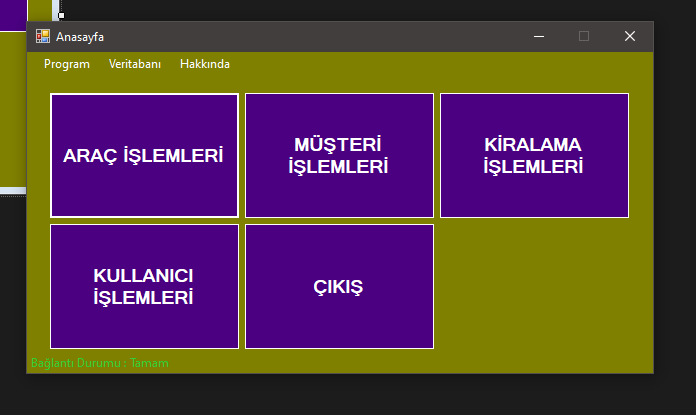 Anasayfa
Program Veritabanı Hakkında
ARAÇ İŞLEMLERİ
MÜŞTERİ
İŞLEMLERİ
KİRALAMA
İŞLEMLERİ
KULLANICI
İŞLEMLERİ
ÇIKIŞ
Bağlantı Durumu : Tamam